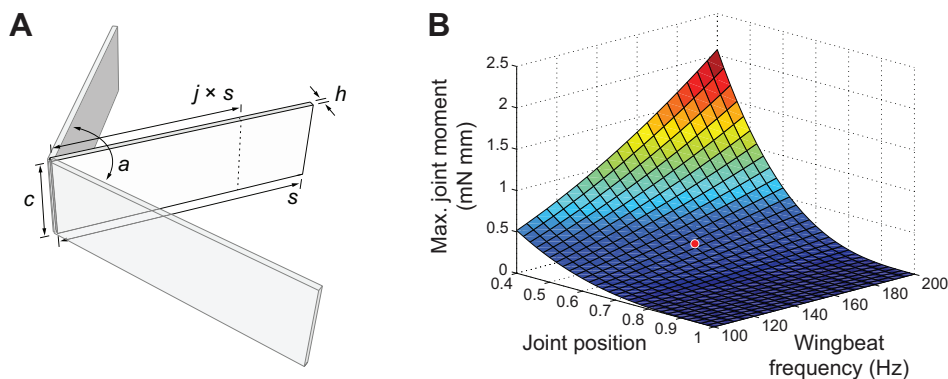 A
j × s
h
a
c
s
B
Max. joint moment
(mN mm)
2.5
2
1.5
1
0.5
0
0.4
0.5
0.6
0.7
0.8
0.9
1
100
120
140
160
180
200
Joint position
Wingbeat
frequency (Hz)